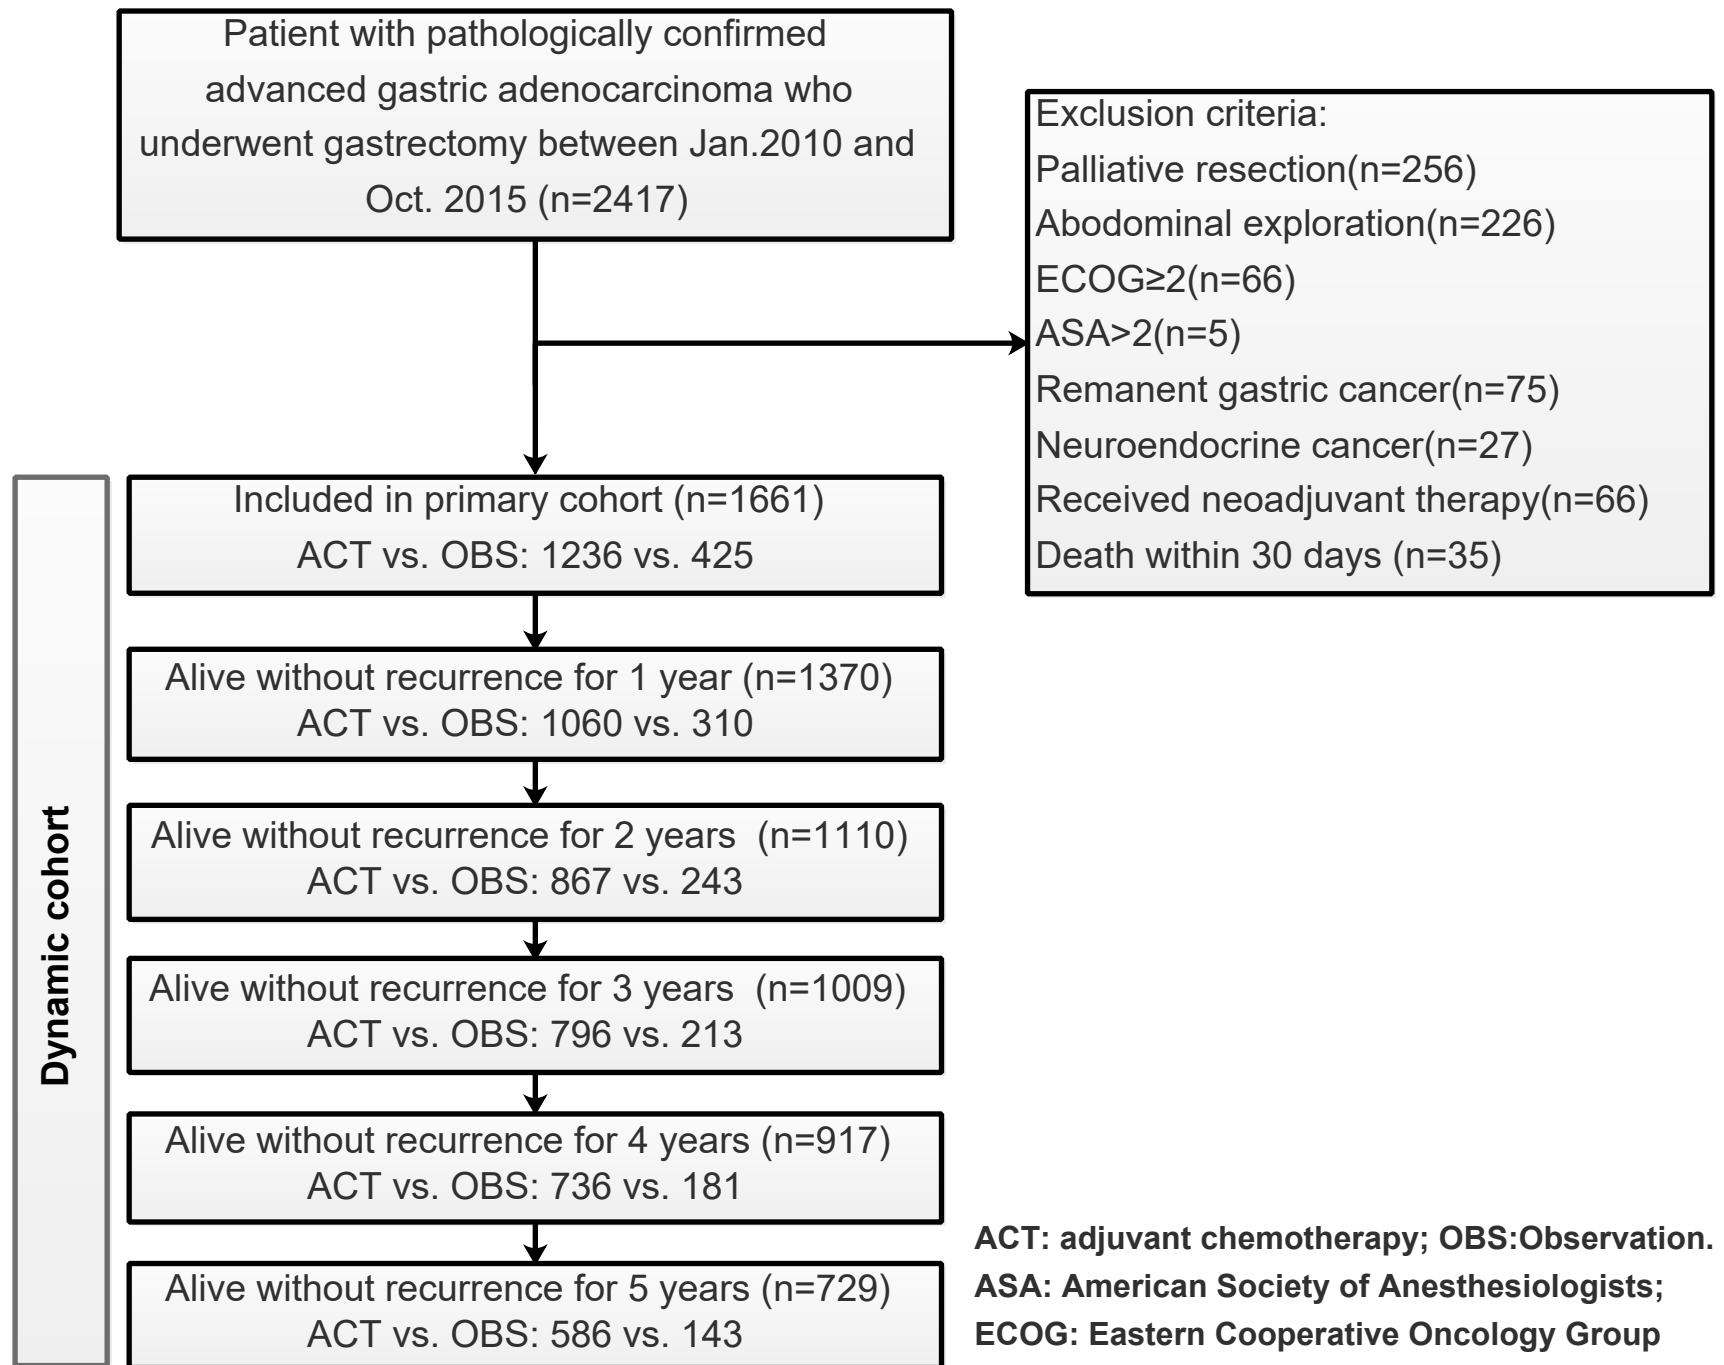 Patient with pathologically confirmed
advanced gastric adenocarcinoma who
underwent gastrectomy between Jan.2010 and
Oct. 2015 (n=2417)
Exclusion criteria:
Palliative resection(n=256)
Abodominal exploration(n=226)
ECOG≥2(n=66)
ASA>2(n=5)
Remanent gastric cancer(n=75)
Neuroendocrine cancer(n=27)
Received neoadjuvant therapy(n=66)
Death within 30 days (n=35)
Dynamic cohort
Included in primary cohort (n=1661)
ACT vs. OBS: 1236 vs. 425
Alive without recurrence for 1 year (n=1370)
ACT vs. OBS: 1060 vs. 310
Alive without recurrence for 2 years (n=1110)
ACT vs. OBS: 867 vs. 243
Alive without recurrence for 3 years (n=1009)
ACT vs. OBS: 796 vs. 213
Alive without recurrence for 4 years (n=917)
ACT vs. OBS: 736 vs. 181
Alive without recurrence for 5 years (n=729)
ACT vs. OBS: 586 vs. 143
ACT: adjuvant chemotherapy; OBS:Observation.
ASA: American Society of Anesthesiologists;
ECOG: Eastern Cooperative Oncology Group